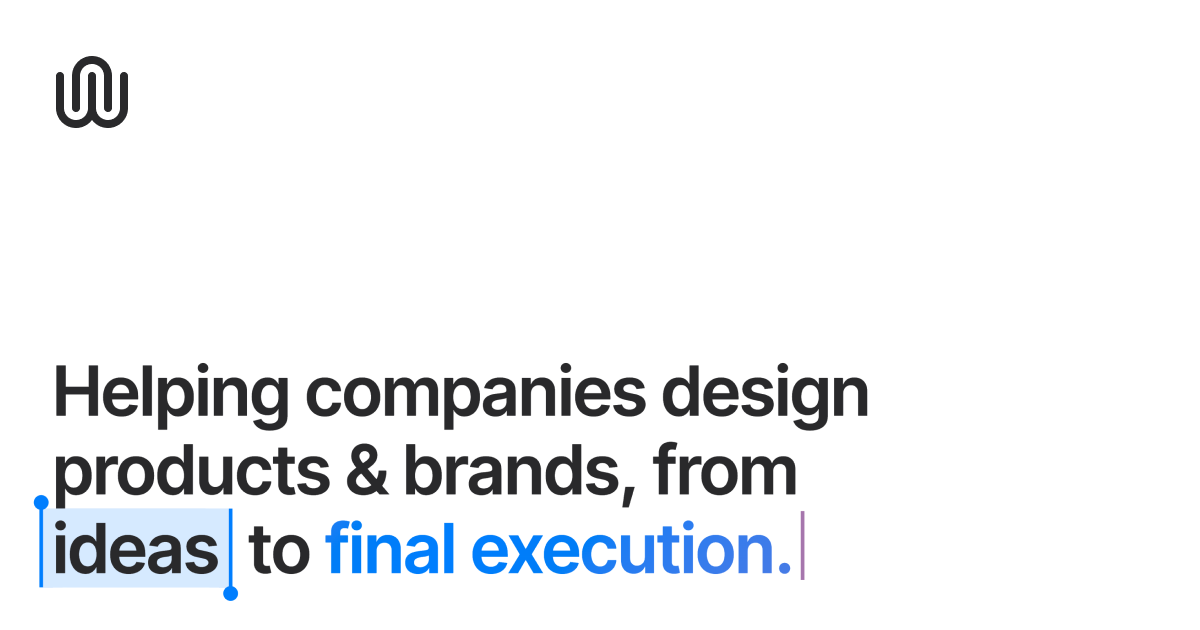 Helping companies design
products & brands, from
ideas to final execution.